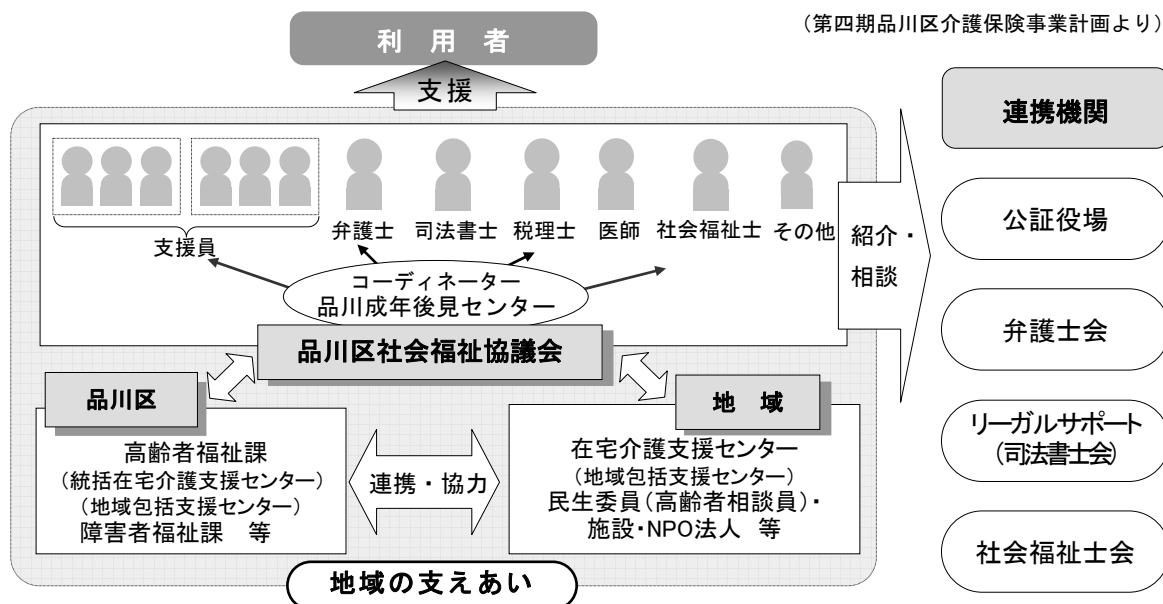 利 用 者
(第四期品川区介護保険事業計画より)
支援
連携機関
支援員
弁護士
司法書士
税理士
医師
社会福祉士
その他
コーディネーター
品川成年後見センター
品川区社会福祉協議会
紹介・
相談
公証役場
弁護士会
リーガルサポート
(司法書士会)
社会福祉士会
品川区
高齢者福祉課
(統括在宅介護支援センター)
(地域包括支援センター)
障害者福祉課 等
連携・協力
地 域
在宅介護支援センター
(地域包括支援センター)
民生委員(高齢者相談員)・
施設・NPO法人 等
地域の支えあい